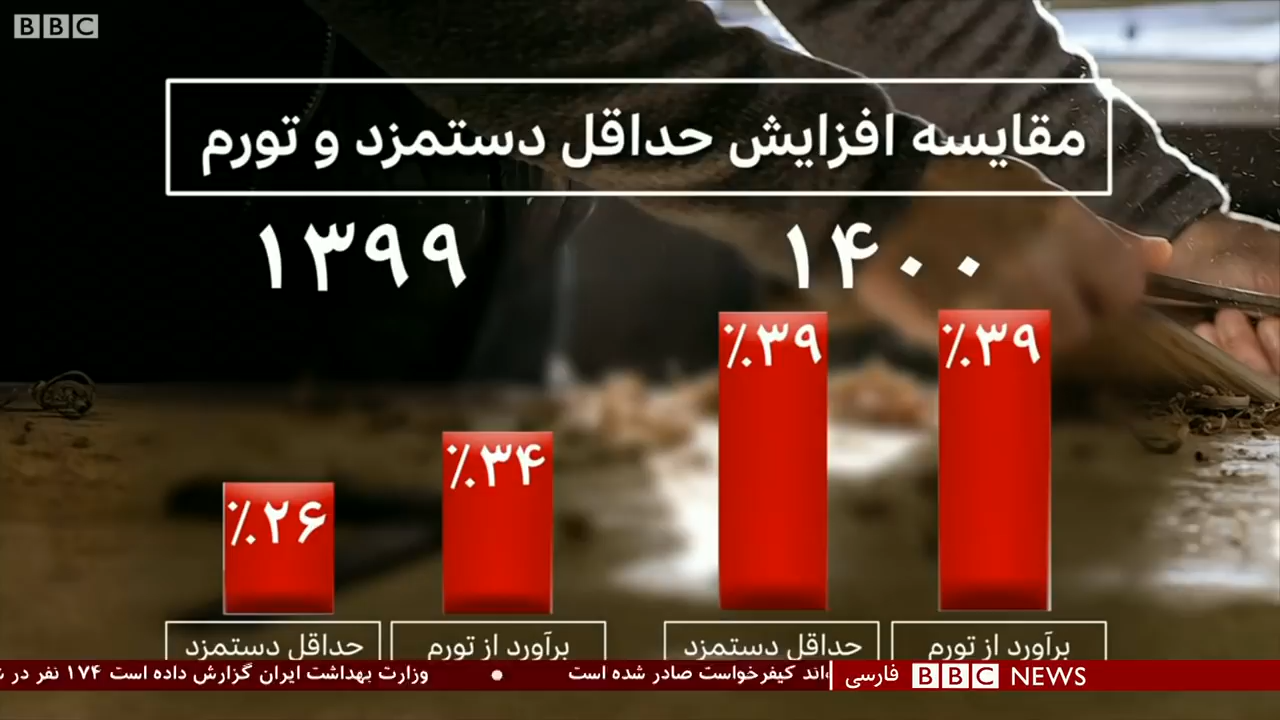 BBC
مقایسه افزایش حداقل دستمزد و تورم
۱۳۹۹
۱۴۰۰
٪۲۶
٪۳۴
٪۳۹
٪۳۹
حداقل دستمزد
برآورد از تورم
حداقل دستمزد
برآورد از تورم
BBC NEWS فارسی
اند کیفرخواست صادر شده است • وزارت بهداشت ایران گزارش داده است ۱۷۴ نفر در